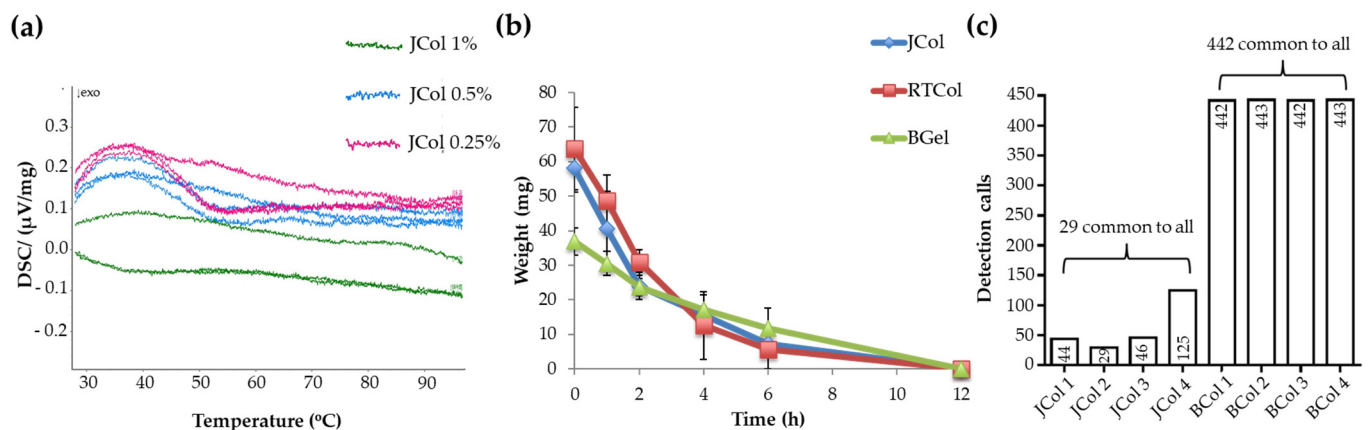 (a)
JCol 1%
JCol 0.5%
JCol 0.25%
exo
DSC/ (µV/mg)
0.3
0.2
0.1
0.0
- 0.1
- 0.2
30 40 50 60 70 80 90
Temperature (ºC)
(b)
JCol
RTCol
BGel
Weight (mg)
80
70
60
50
40
30
20
10
0
0 2 4 6 8 10 12
Time (h)
(c)
442 common to all
29 common to all
Detection calls
450
400
350
300
250
200
150
100
50
0
44 29 46 125 442 443 442 443
JCol 1 JCol 2 JCol 3 JCol 4 BCol 1 BCol 2 BCol 3 BCol 4